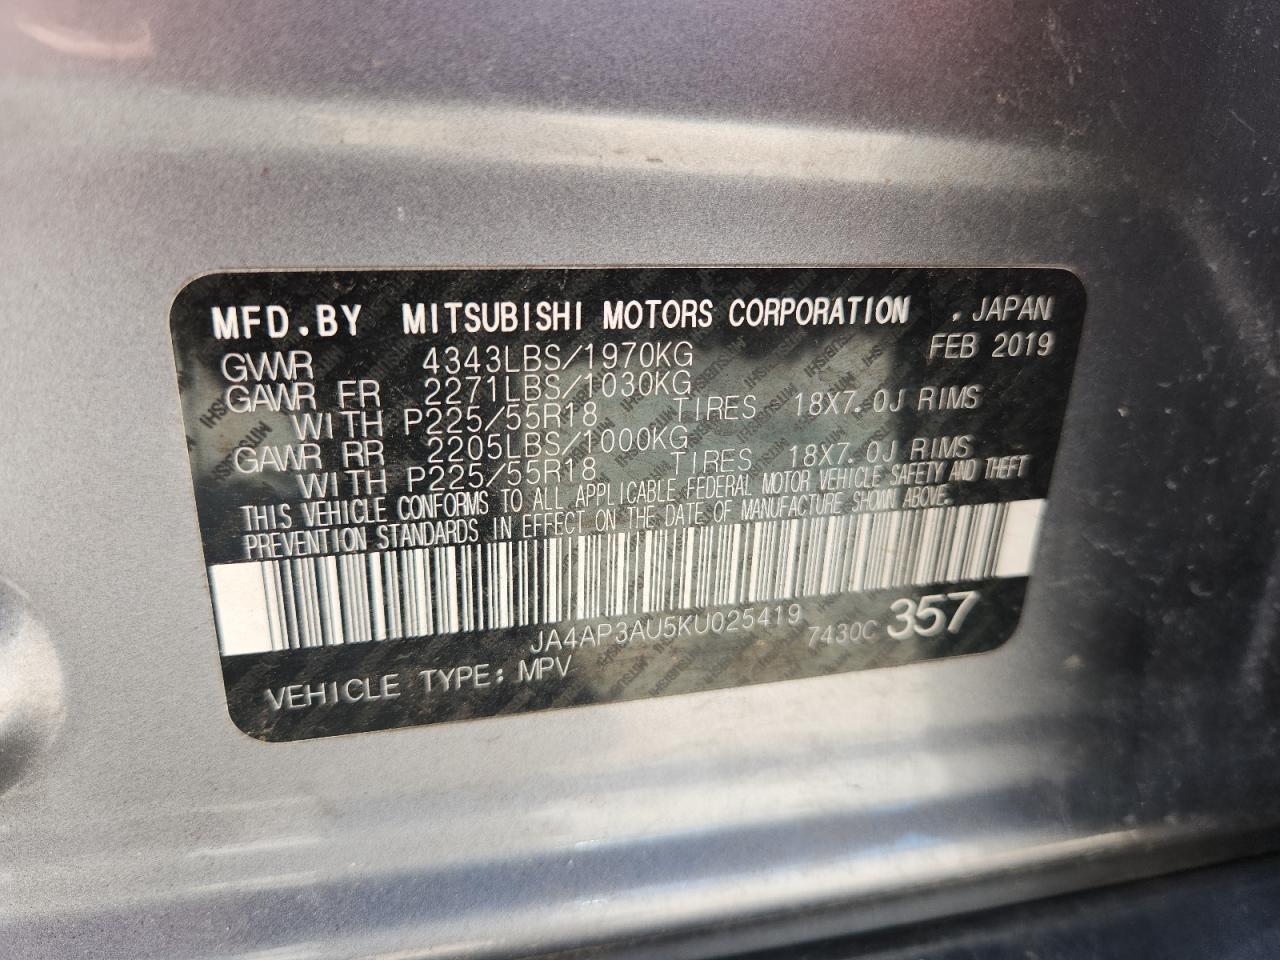 MFD.BY MITSUBISHI MOTORS CORPORATION . JAPAN
FEB 2019
GVWR 4343LBS/1970KG
GAWR FR 2271LBS/1030KG
WITH P225/55R18 TIRES 18X7.0J RIMS
GAWR RR 2205LBS/1000KG
WITH P225/55R18 TIRES 18X7.0J RIMS
THIS VEHICLE CONFORMS TO ALL APPLICABLE FEDERAL MOTOR VEHICLE SAFETY AND THEFT
PREVENTION STANDARDS IN EFFECT ON THE DATE OF MANUFACTURE SHOWN ABOVE.
JA4AP3AU5KU025419
7430C 357
VEHICLE TYPE: MPV